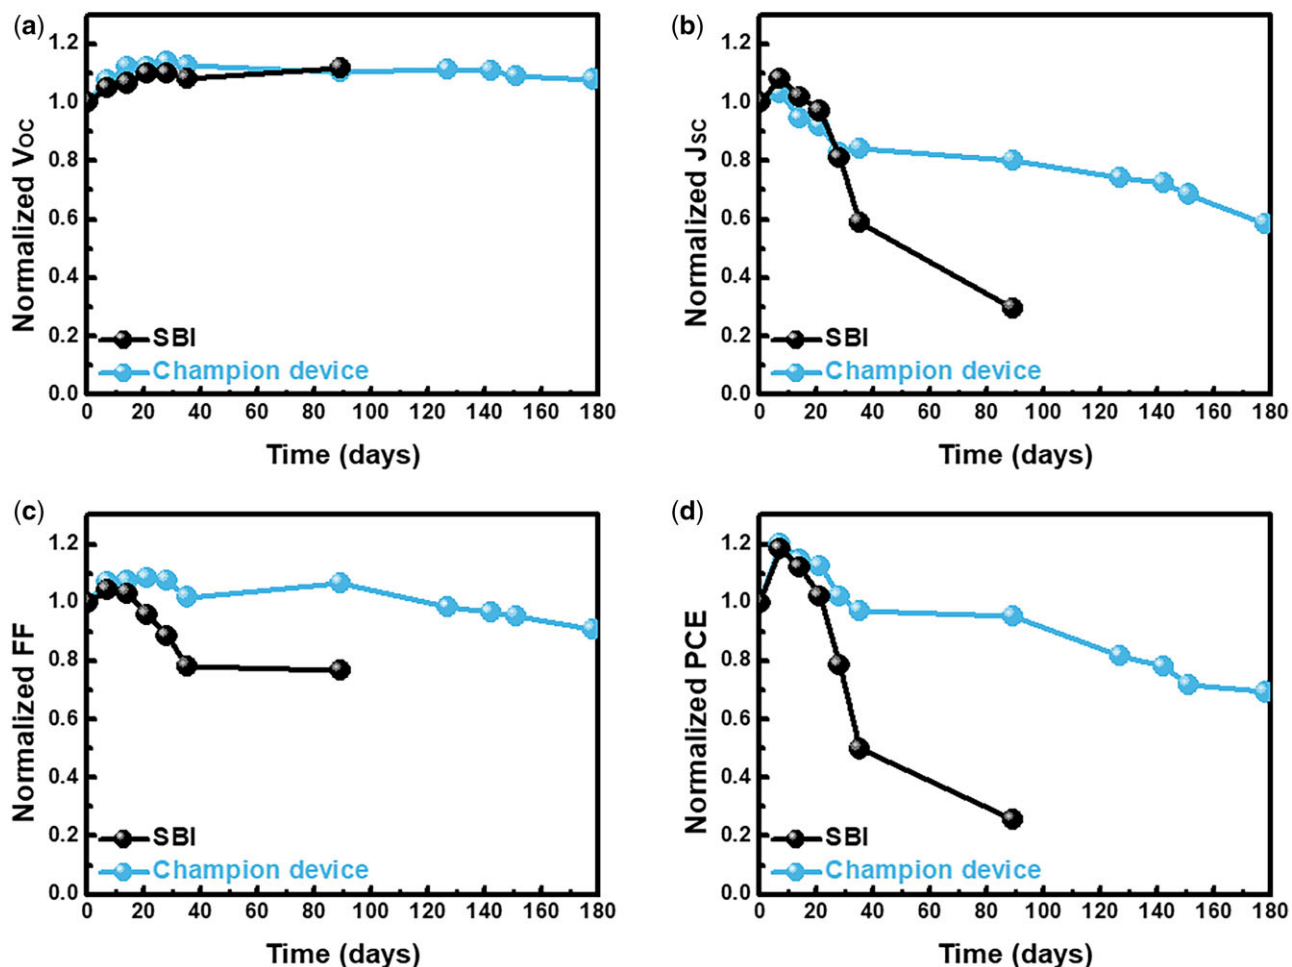 (a)
Normalized VOC
1.2
1.0
0.8
0.6
0.4
0.2
0.0
SBI
Champion device
0 20 40 60 80 100 120 140 160 180
Time (days)
(b)
Normalized JSC
1.2
1.0
0.8
0.6
0.4
0.2
0.0
SBI
Champion device
0 20 40 60 80 100 120 140 160 180
Time (days)
(c)
Normalized FF
1.2
1.0
0.8
0.6
0.4
0.2
0.0
SBI
Champion device
0 20 40 60 80 100 120 140 160 180
Time (days)
(d)
Normalized PCE
1.2
1.0
0.8
0.6
0.4
0.2
0.0
SBI
Champion device
0 20 40 60 80 100 120 140 160 180
Time (days)